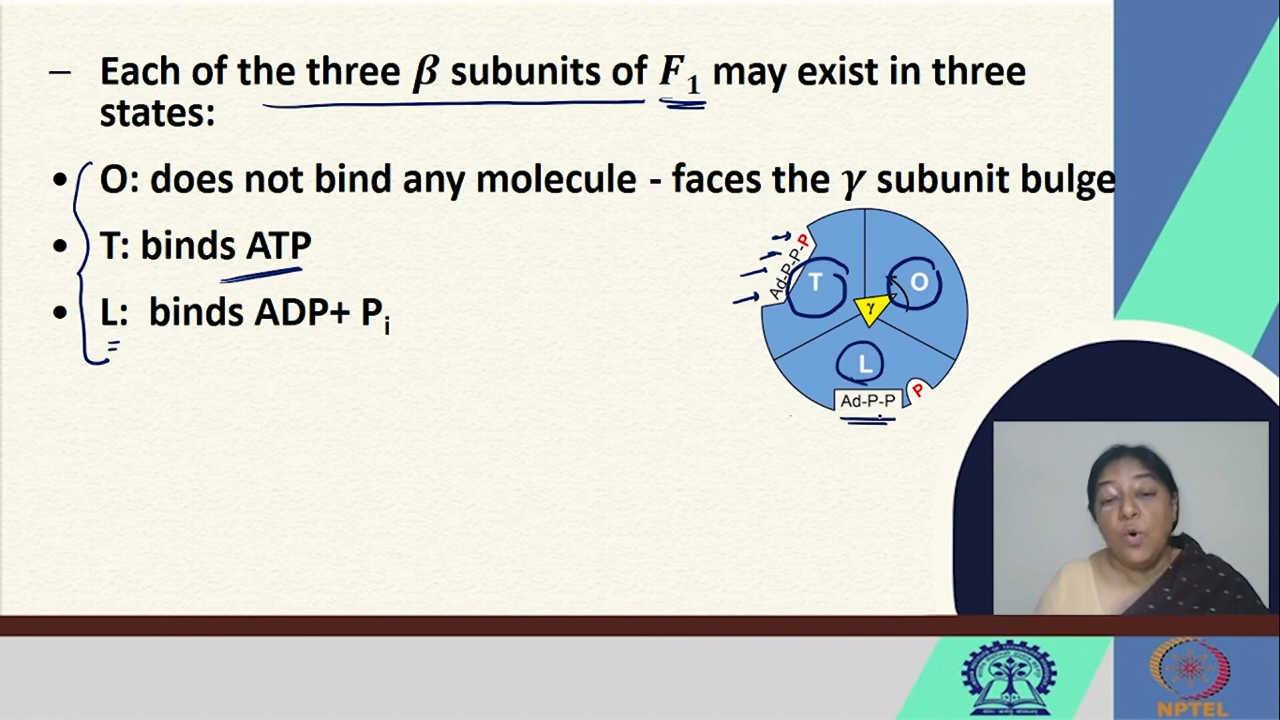 – Each of the three β subunits of F₁ may exist in three
states:
• O: does not bind any molecule - faces the γ subunit bulge
• T: binds ATP
• L:  binds ADP+ Pᵢ
Ad-P-P-P
T
O
γ
L
Ad-P-P
P
NPTEL